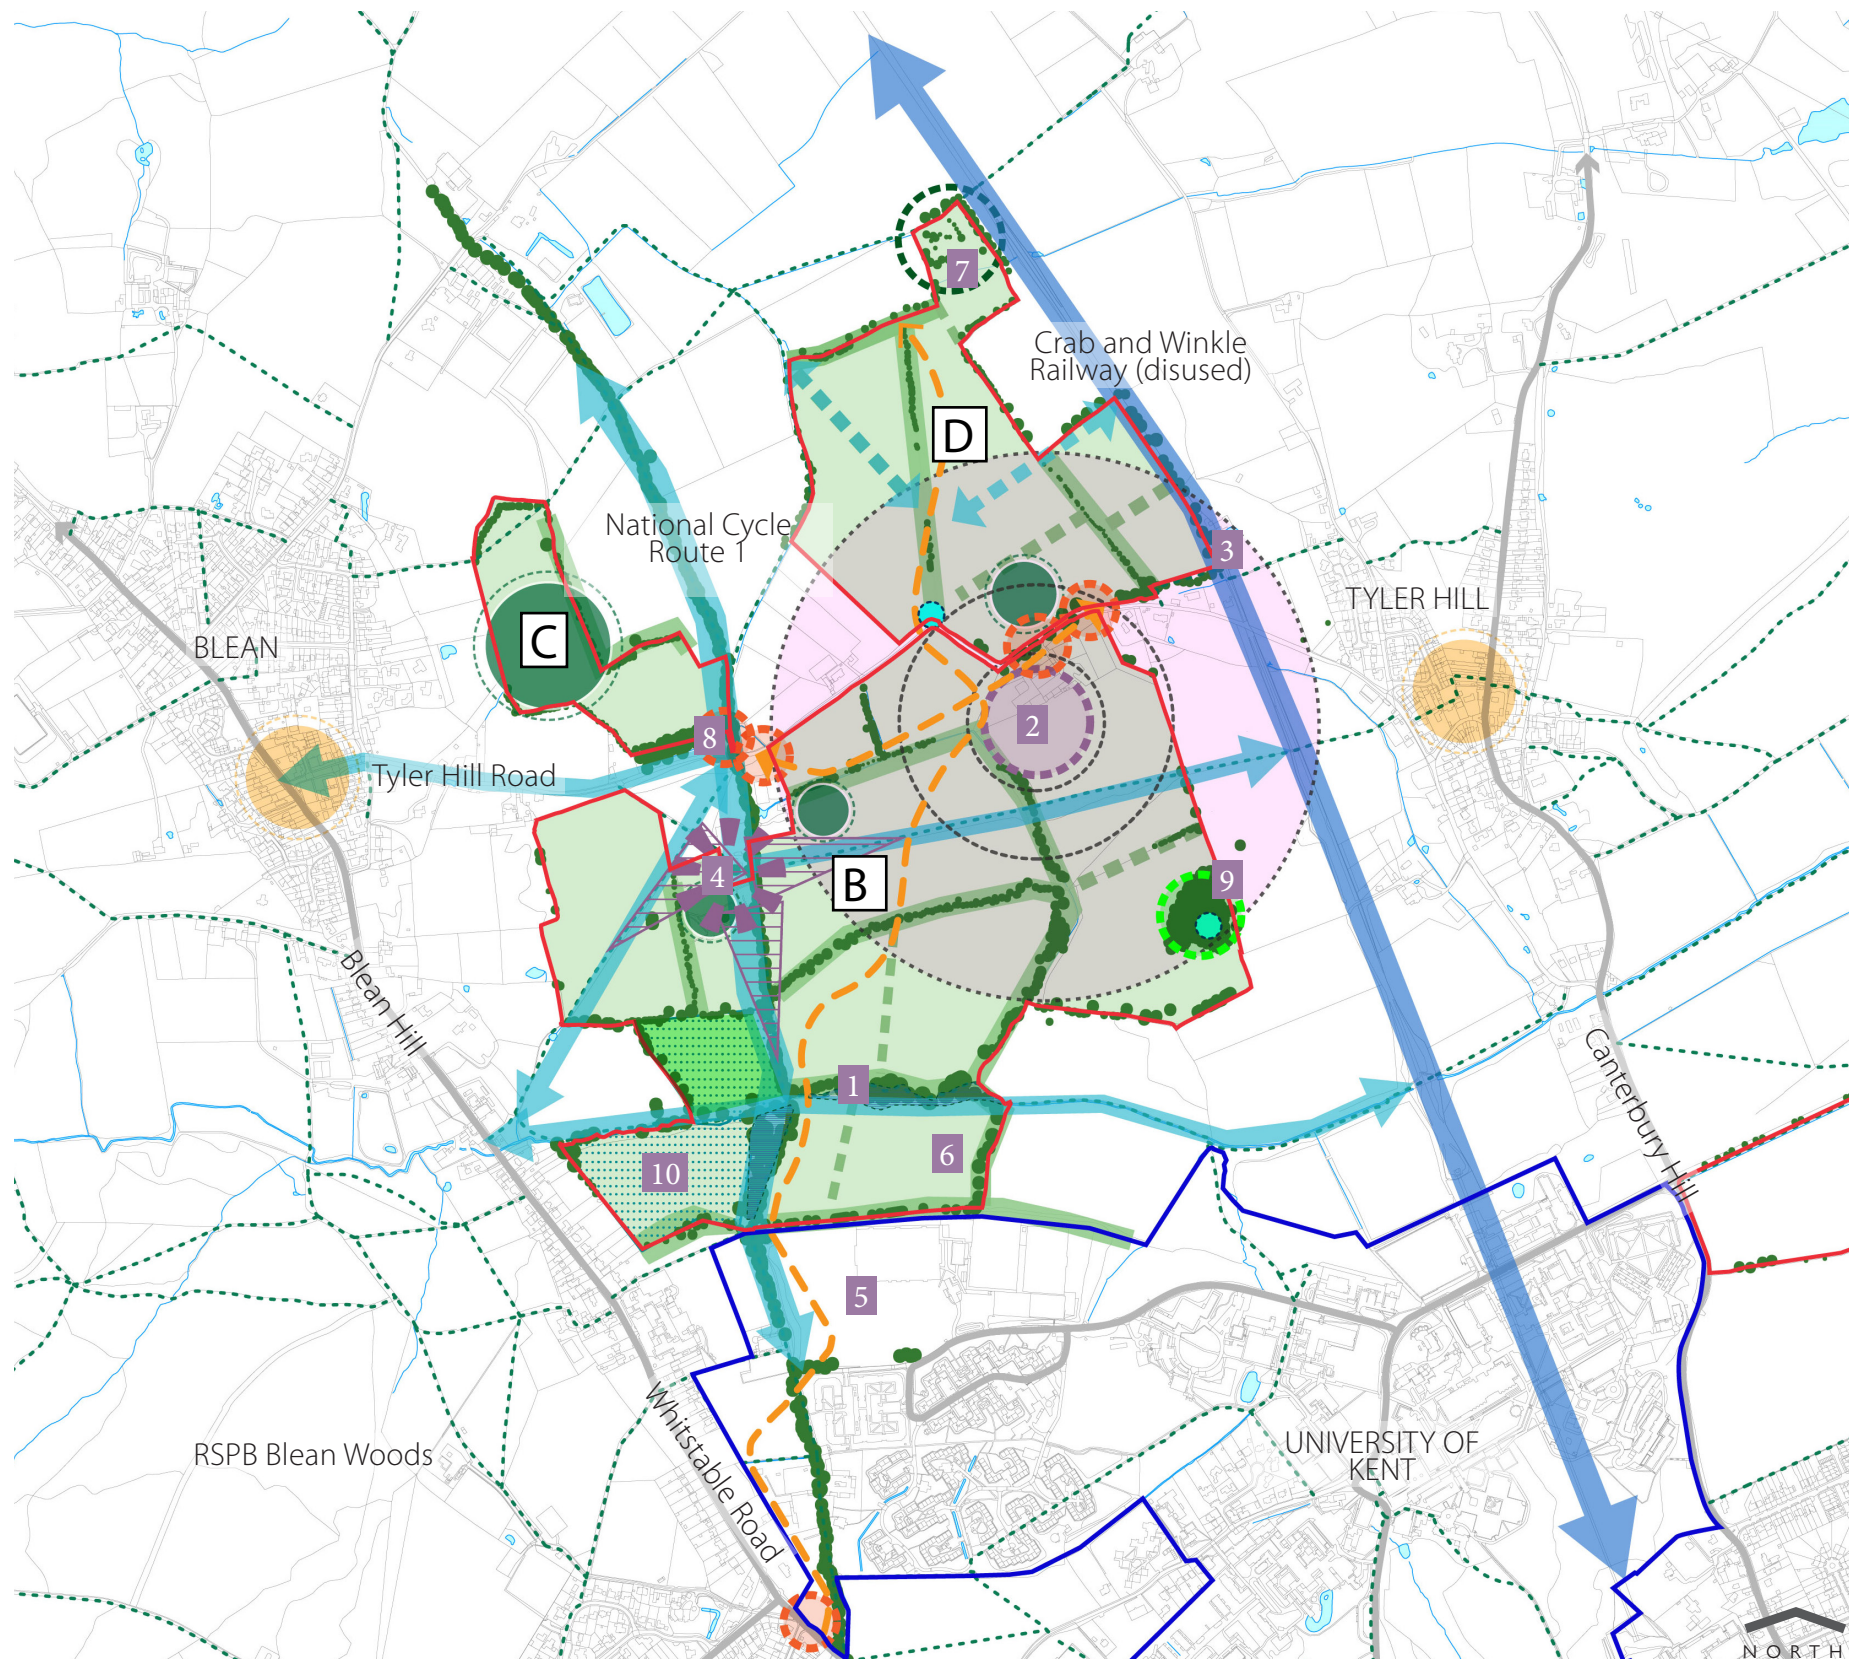 7
Crab and Winkle
Railway (disused)
D
National Cycle
Route 1
3
TYLER HILL
BLEAN
C
2
8
Tyler Hill Road
4
B
9
Blean Hill
1
Canterbury Hill
6
10
5
Whitstable Road
UNIVERSITY OF
KENT
RSPB Blean Woods
NORTH